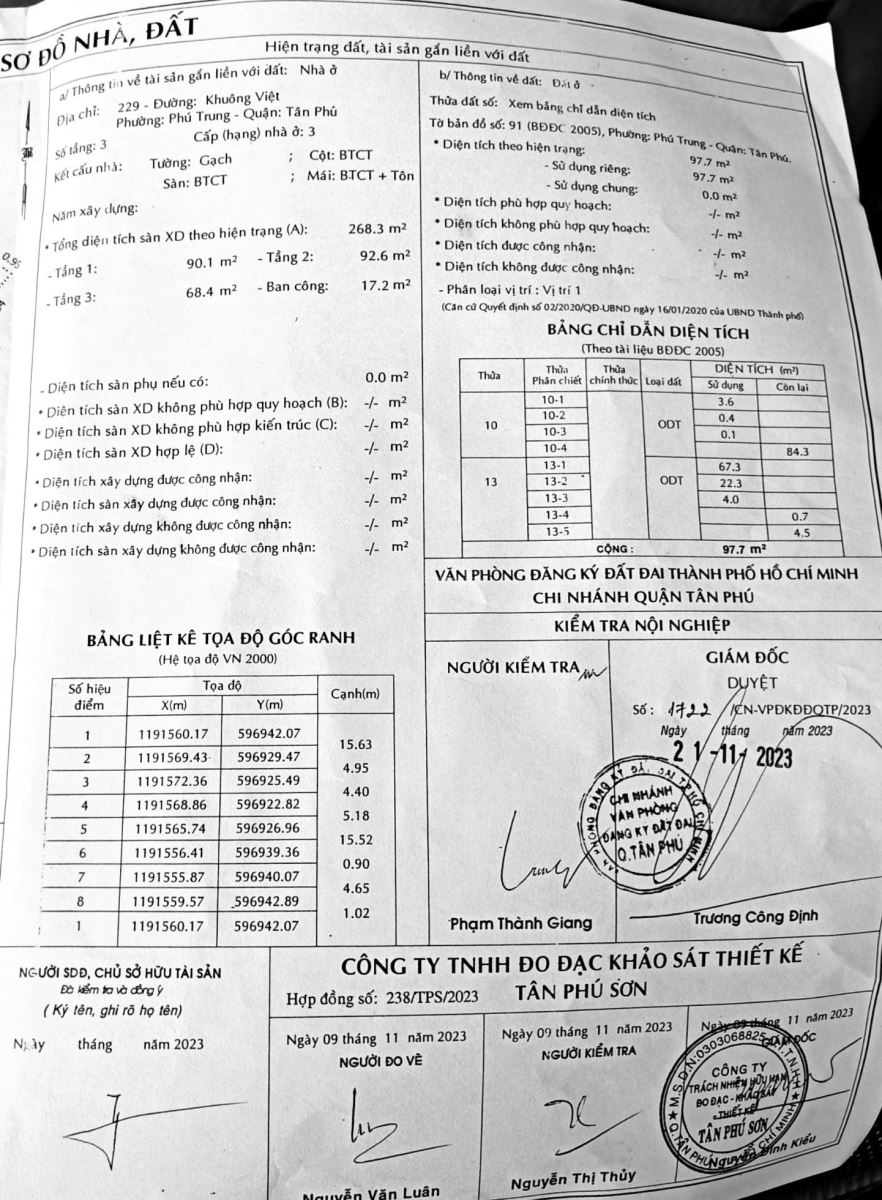 SƠ ĐỒ NHÀ, ĐẤT
Hiện trạng đất, tài sản gắn liền với đất
a/ Thông tin về tài sản gắn liền với đất: Nhà ở
Địa chỉ: 229 - Đường: Khuông Việt
Phường: Phú Trung - Quận: Tân Phú
Số tầng: 3 Cấp (hạng) nhà ở: 3
Kết cấu nhà: Tường: Gạch ; Cột: BTCT
Sàn: BTCT ; Mái: BTCT + Tôn
Năm xây dựng:
* Tổng diện tích sàn XD theo hiện trạng (A): 268.3 m²
- Tầng 1: 90.1 m² - Tầng 2: 92.6 m²
- Tầng 3: 68.4 m² - Ban công: 17.2 m²
- Diện tích sàn phụ nếu có: 0.0 m²
* Diện tích sàn XD không phù hợp quy hoạch (B): -/- m²
* Diện tích sàn XD không phù hợp kiến trúc (C): -/- m²
* Diện tích sàn XD hợp lệ (D): -/- m²
* Diện tích xây dựng được công nhận: -/- m²
* Diện tích sàn xây dựng được công nhận: -/- m²
* Diện tích xây dựng không được công nhận: -/- m²
* Diện tích sàn xây dựng không được công nhận: -/- m²
0.95
b/ Thông tin về đất: Đất ở
Thửa đất số: Xem bảng chỉ dẫn diện tích
Tờ bản đồ số: 91 (BĐĐC 2005), Phường: Phú Trung - Quận: Tân Phú.
* Diện tích theo hiện trạng: 97.7 m²
- Sử dụng riêng: 97.7 m²
- Sử dụng chung: 0.0 m²
* Diện tích phù hợp quy hoạch: -/- m²
* Diện tích không phù hợp quy hoạch: -/- m²
* Diện tích được công nhận: -/- m²
* Diện tích không được công nhận: -/- m²
- Phân loại vị trí : Vị trí 1
(Căn cứ Quyết định số 02/2020/QĐ-UBND ngày 16/01/2020 của UBND Thành phố)
BẢNG CHỈ DẪN DIỆN TÍCH
(Theo tài liệu BĐĐC 2005)
Thửa Thửa Phân chiết Thửa chính thức Loại đất DIỆN TÍCH (m²)
Sử dụng Còn lại
10 ODT
10-1 3.6
10-2 0.4
10-3 0.1
10-4 84.3
13 ODT
13-1 67.3
13-2 22.3
13-3 4.0
13-4 0.7
13-5 4.5
CỘNG : 97.7 m²
VĂN PHÒNG ĐĂNG KÝ ĐẤT ĐAI THÀNH PHỐ HỒ CHÍ MINH
CHI NHÁNH QUẬN TÂN PHÚ
KIỂM TRA NỘI NGHIỆP
NGƯỜI KIỂM TRA
GIÁM ĐỐC
DUYỆT
Số : 1722 /CN-VPĐKĐĐQTP/2023
Ngày tháng năm 2023
21-11- 2023
VĂN PHÒNG ĐĂNG KÝ ĐẤT ĐAI TP HỒ CHÍ MINH
CHI NHÁNH
VĂN PHÒNG
ĐĂNG KÝ ĐẤT ĐAI
Q.TÂN PHÚ
Phạm Thành Giang
Trương Công Định
BẢNG LIỆT KÊ TỌA ĐỘ GÓC RANH
(Hệ tọa độ VN 2000)
Số hiệu điểm Tọa độ Cạnh(m)
X(m) Y(m)
1 1191560.17 596942.07
15.63
2 1191569.43 596929.47
4.95
3 1191572.36 596925.49
4.40
4 1191568.86 596922.82
5.18
5 1191565.74 596926.96
15.52
6 1191556.41 596939.36
0.90
7 1191555.87 596940.07
4.65
8 1191559.57 596942.89
1.02
1 1191560.17 596942.07
NGƯỜI SDĐ, CHỦ SỞ HỮU TÀI SẢN
Đã kiểm tra và đồng ý
( Ký tên, ghi rõ họ tên)
Ngày tháng năm 2023
CÔNG TY TNHH ĐO ĐẠC KHẢO SÁT THIẾT KẾ
Hợp đồng số: 238/TPS/2023 TÂN PHÚ SƠN
Ngày 09 tháng 11 năm 2023
NGƯỜI ĐO VẼ
Nguyễn Văn Luân
Ngày 09 tháng 11 năm 2023
NGƯỜI KIỂM TRA
Nguyễn Thị Thủy
Ngày 09 tháng 11 năm 2023
GIÁM ĐỐC
M.S.D.N:0303068825
CÔNG TY
TRÁCH NHIỆM HỮU HẠN
ĐO ĐẠC - KHẢO SÁT
THIẾT KẾ
TÂN PHÚ SƠN
Nguyễn Đình Kiểu